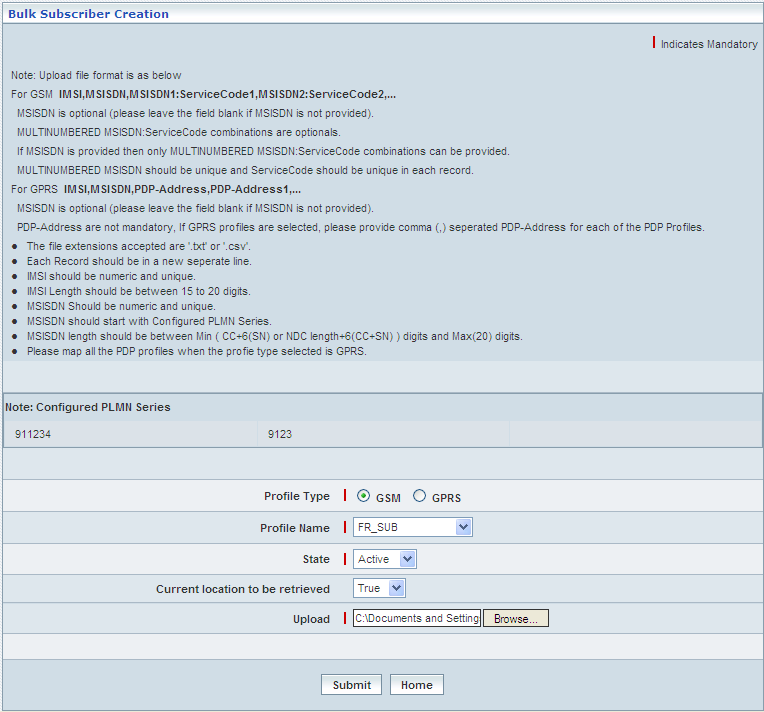 Bulk Subscriber Creation
Indicates Mandatory
Note: Upload file format is as below
For GSM IMSI,MSISDN,MSISDN1:ServiceCode1,MSISDN2:ServiceCode2,...
MSISDN is optional (please leave the field blank if MSISDN is not provided).
MULTINUMBERED MSISDN:ServiceCode combinations are optionals.
If MSISDN is provided then only MULTINUMBERED MSISDN:ServiceCode combinations can be provided.
MULTINUMBERED MSISDN should be unique and ServiceCode should be unique in each record.
For GPRS IMSI,MSISDN,PDP-Address,PDP-Address1,...
MSISDN is optional (please leave the field blank if MSISDN is not provided).
PDP-Address are not mandatory, If GPRS profiles are selected, please provide comma (,) seperated PDP-Address for each of the PDP Profiles.
● The file extensions accepted are '.txt' or '.csv'.
● Each Record should be in a new seperate line.
● IMSI should be numeric and unique.
● IMSI Length should be between 15 to 20 digits.
● MSISDN Should be numeric and unique.
● MSISDN should start with Configured PLMN Series.
● MSISDN length should be between Min ( CC+6(SN) or NDC length+6(CC+SN) ) digits and Max(20) digits.
● Please map all the PDP profiles when the profie type selected is GPRS.
Note: Configured PLMN Series
911234 9123
Profile Type GSM GPRS
Profile Name FR_SUB
State Active
Current location to be retrieved True
Upload C:\Documents and Setting Browse...
Submit Home